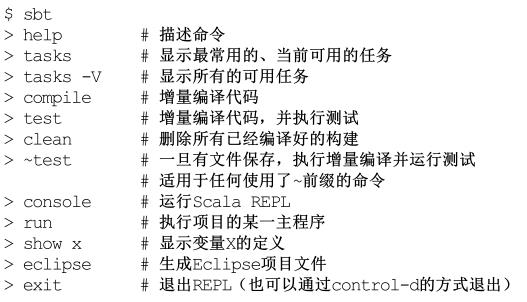 $ sbt
> help # 描述命令
> tasks # 显示最常用的、当前可用的任务
> tasks -V # 显示所有的可用任务
> compile # 增量编译代码
> test # 增量编译代码，并执行测试
> clean # 删除所有已经编译好的构建
> ~test # 一旦有文件保存，执行增量编译并运行测试
# 适用于任何使用了~前缀的命令
> console # 运行Scala REPL
> run # 执行项目的某一主程序
> show x # 显示变量X的定义
> eclipse # 生成Eclipse项目文件
> exit # 退出REPL（也可以通过control-d的方式退出）